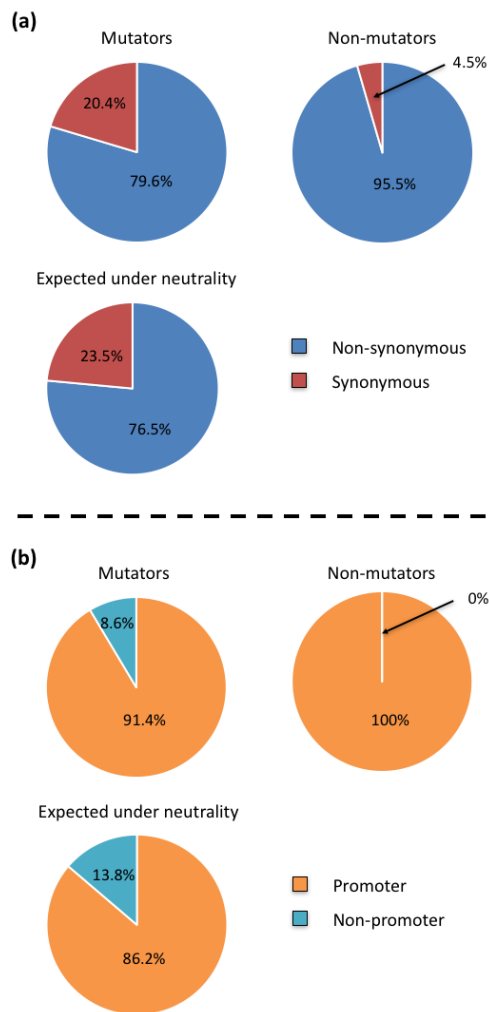 (a)
Mutators
Non-mutators
4.5%
20.4%
79.6%
95.5%
Expected under neutrality
23.5%
76.5%
Non-synonymous
Synonymous
(b)
Mutators
Non-mutators
0%
8.6%
91.4%
100%
Expected under neutrality
13.8%
86.2%
Promoter
Non-promoter